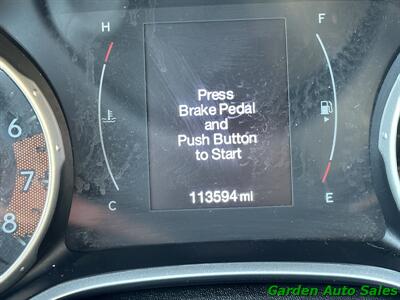 H
F
Press
Brake Pedal
and
Push Button
to Start
6
7
8
113594 mi
C
E
Garden Auto Sales